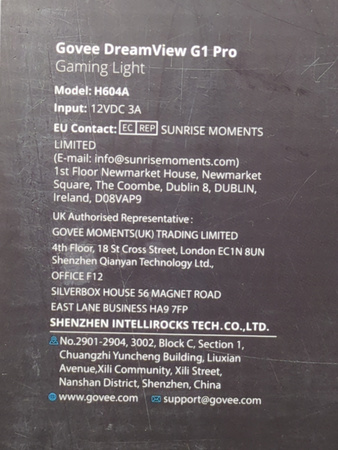 Govee DreamView G1 Pro
Gaming Light
Model: H604A
Input: 12VDC 3A
EU Contact: EC REP SUNRISE MOMENTS
LIMITED
(E-mail: info@sunrisemoments.com)
1st Floor Newmarket House, Newmarket
Square, The Coombe, Dublin 8, DUBLIN,
Ireland, D08VAP9
UK Authorised Representative:
GOVEE MOMENTS(UK) TRADING LIMITED
4th Floor, 18 St Cross Street, London EC1N 8UN
Shenzhen Qianyan Technology Ltd.,
OFFICE F12
SILVERBOX HOUSE 56 MAGNET ROAD
EAST LANE BUSINESS HA9 7FP
SHENZHEN INTELLIROCKS TECH.CO.,LTD.
No.2901-2904, 3002, Block C, Section 1,
Chuangzhi Yuncheng Building, Liuxian
Avenue,Xili Community, Xili Street,
Nanshan District, Shenzhen, China
www.govee.com support@govee.com